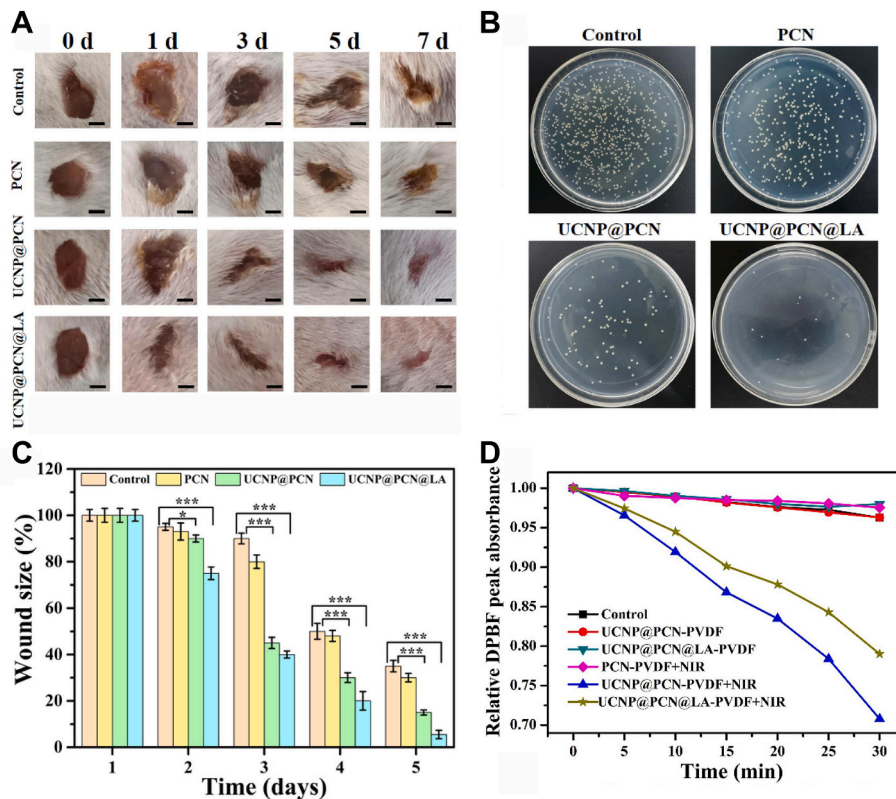 A
0 d 1 d 3 d 5 d 7 d
Control
PCN
UCNP@PCN
UCNP@PCN@LA
B
Control PCN
UCNP@PCN UCNP@PCN@LA
C
Control PCN UCNP@PCN UCNP@PCN@LA
120
100
80
60
40
20
0
Wound size (%)
***
*
***
***
***
***
***
***
1 2 3 4 5
Time (days)
D
1.00
0.95
0.90
0.85
0.80
0.75
0.70
Relative DPBF peak absorbance
Control
UCNP@PCN-PVDF
UCNP@PCN@LA-PVDF
PCN-PVDF+NIR
UCNP@PCN-PVDF+NIR
UCNP@PCN@LA-PVDF+NIR
0 5 10 15 20 25 30
Time (min)